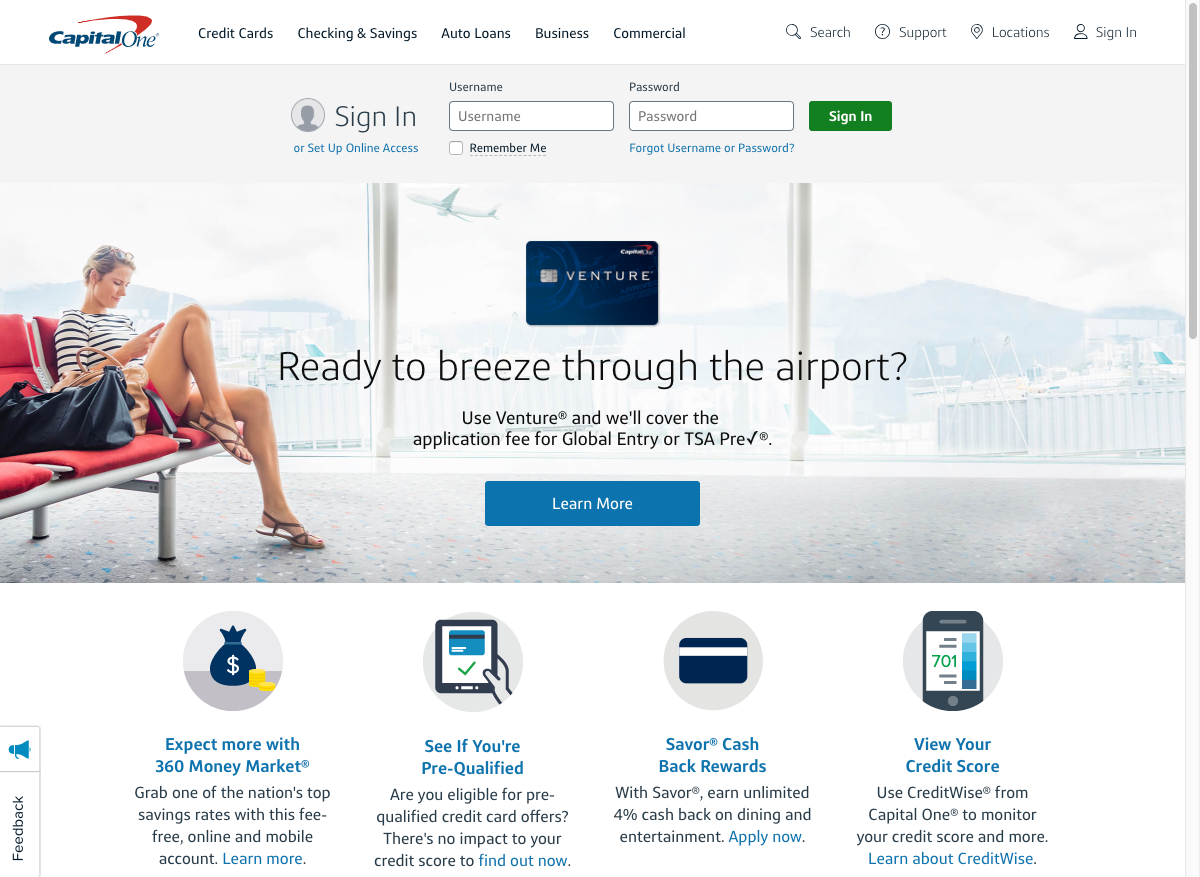 CapitalOne®
Credit Cards
Checking & Savings
Auto Loans
Business
Commercial
Search
Support
Locations
Sign In
Sign In
or Set Up Online Access
Username
Username
Remember Me
Password
Password
Forgot Username or Password?
Sign In
CapitalOne
VENTURE
Ready to breeze through the airport?
Use Venture® and we'll cover the
application fee for Global Entry or TSA Pre✓®.
Learn More
$
Expect more with
360 Money Market®
Grab one of the nation's top
savings rates with this fee-
free, online and mobile
account. Learn more.
See If You're
Pre-Qualified
Are you eligible for pre-
qualified credit card offers?
There's no impact to your
credit score to find out now.
Savor® Cash
Back Rewards
With Savor®, earn unlimited
4% cash back on dining and
entertainment. Apply now.
701
View Your
Credit Score
Use CreditWise® from
Capital One® to monitor
your credit score and more.
Learn about CreditWise.
Feedback